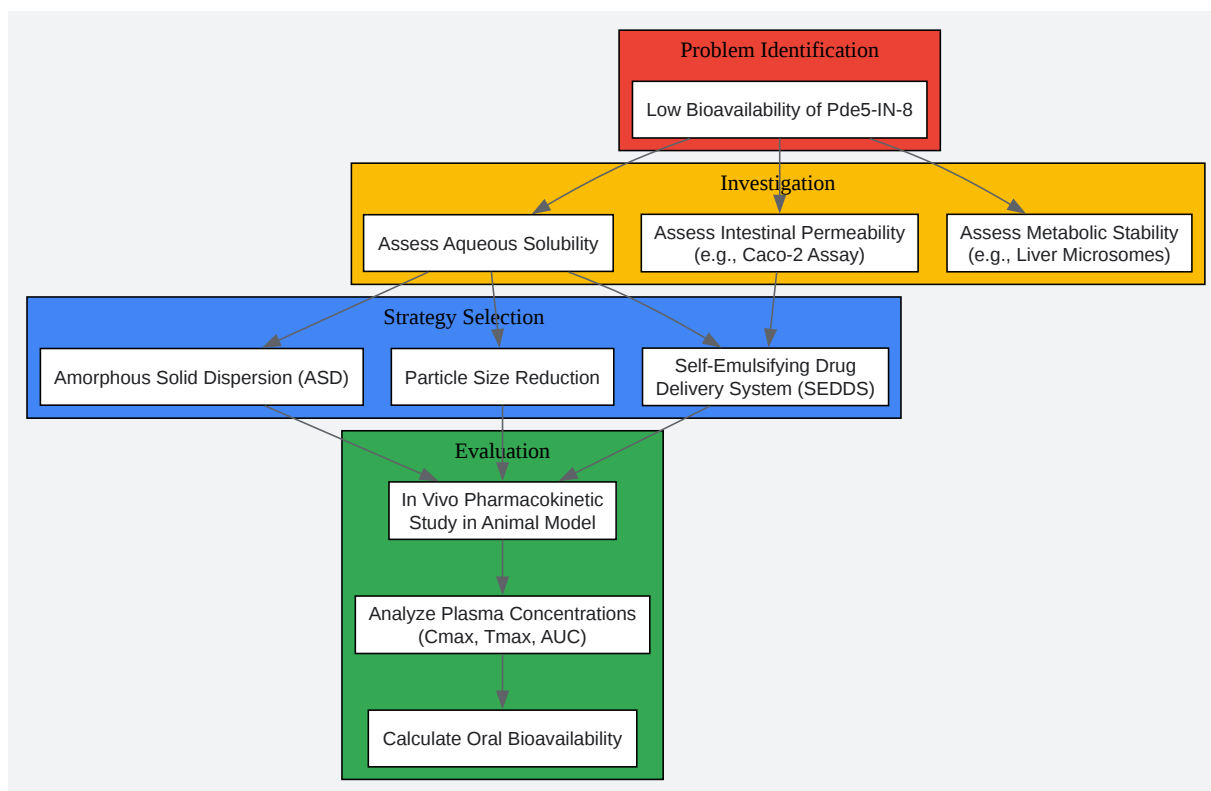 Problem Identification
Low Bioavailability of Pde5-IN-8
Investigation
Assess Aqueous Solubility
Assess Intestinal Permeability
(e.g., Caco-2 Assay)
Assess Metabolic Stability
(e.g., Liver Microsomes)
Strategy Selection
Amorphous Solid Dispersion (ASD)
Particle Size Reduction
Self-Emulsifying Drug
Delivery System (SEDDS)
Evaluation
In Vivo Pharmacokinetic
Study in Animal Model
Analyze Plasma Concentrations
(Cmax, Tmax, AUC)
Calculate Oral Bioavailability